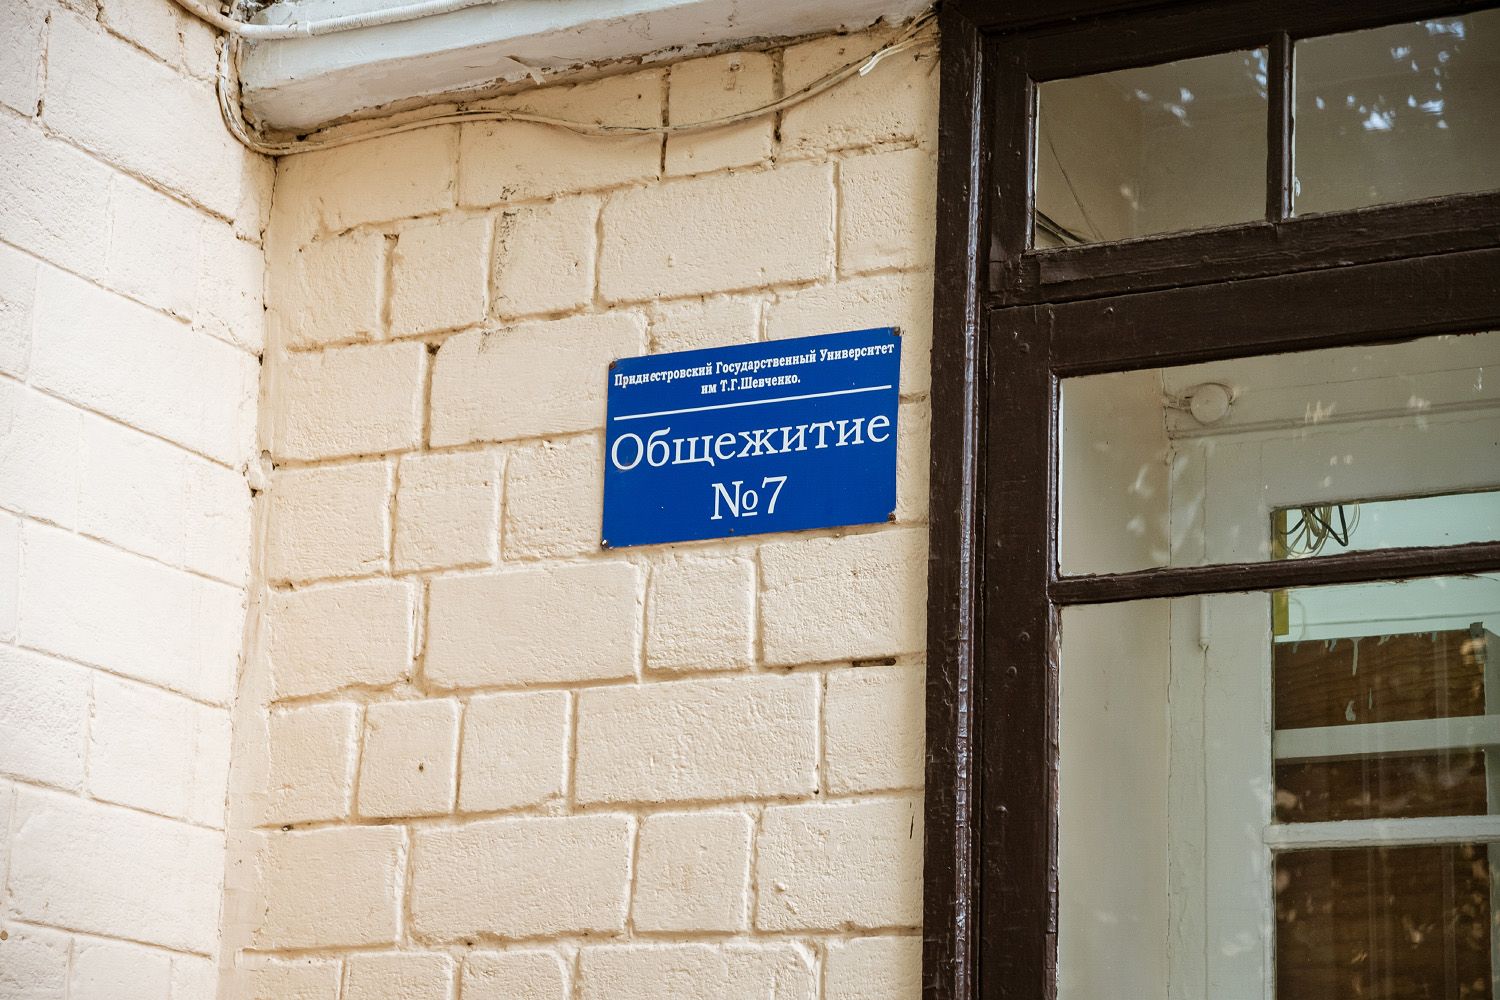 Приднестровский Государственный Университет
им Т.Г.Шевченко.
Общежитие
№7